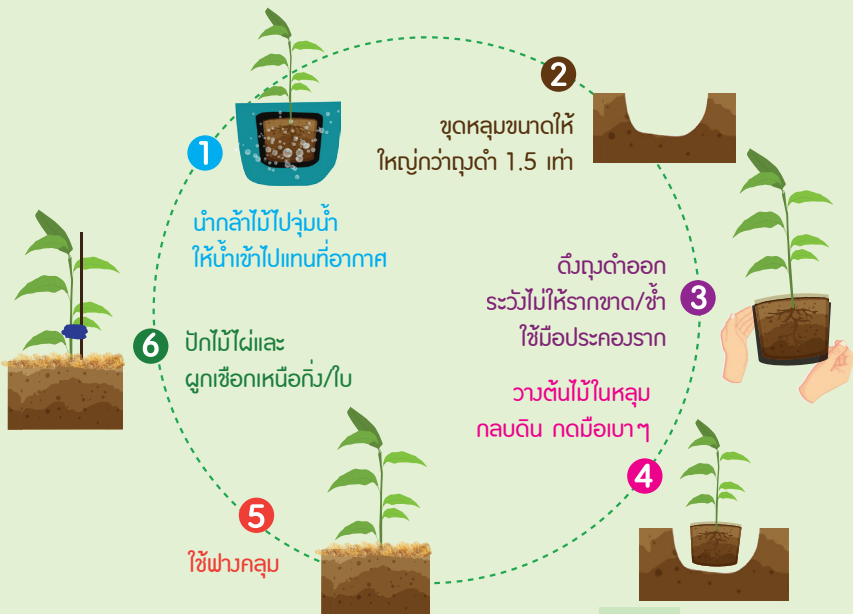 1
นำกล้าไม้ไปจุ่มน้ำ
ให้น้ำเข้าไปแทนที่อากาศ
2
ขุดหลุมขนาดให้
ใหญ่กว่าถุงดำ 1.5 เท่า
3
ดึงถุงดำออก
ระวังไม่ให้รากขาด/ช้ำ
ใช้มือประคองราก
4
วางต้นไม้ในหลุม
กลบดิน กดมือเบาๆ
5
ใช้ฟางคลุม
6
ปักไม้ไผ่และ
ผูกเชือกเหนือกิ่ง/ใบ